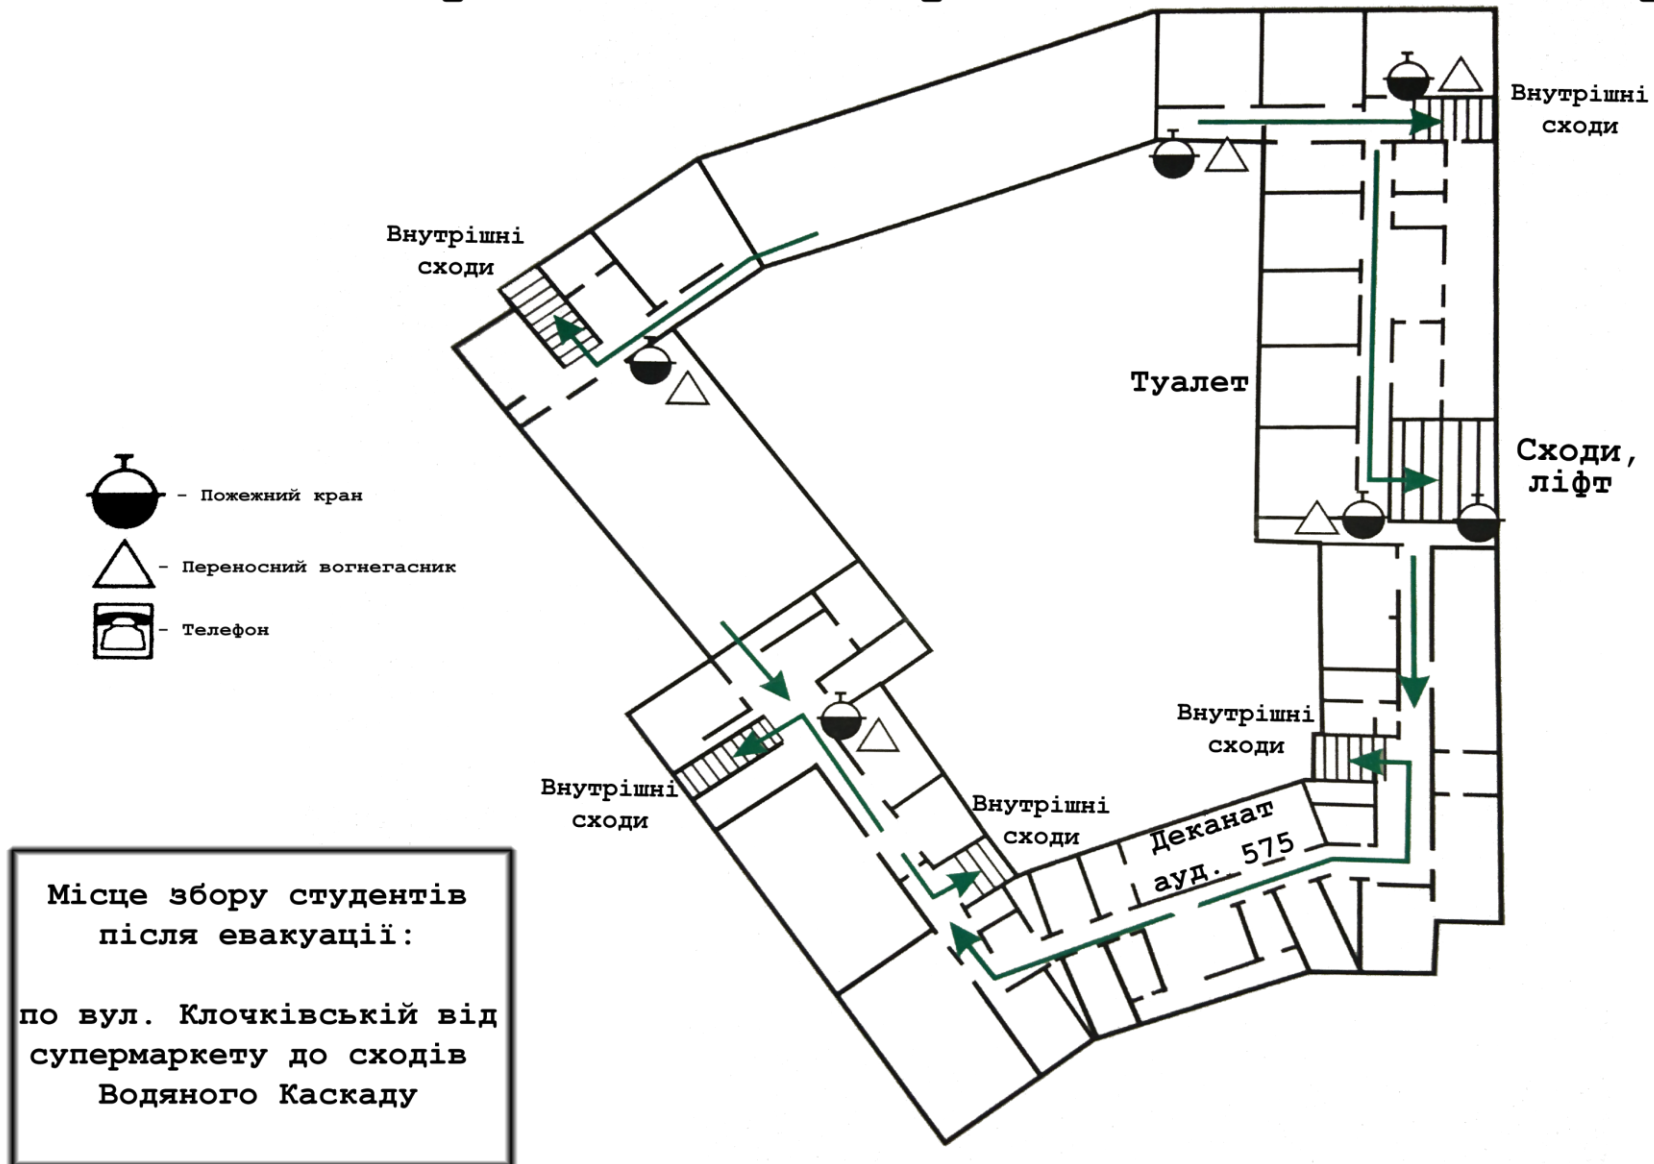 Внутрішні
сходи
Внутрішні
сходи
Туалет
Сходи,
ліфт
- Пожежний кран
- Переносний вогнегасник
- Телефон
Внутрішні
сходи
Внутрішні
сходи
Внутрішні
сходи
Деканат
ауд. 575
Місце збору студентів
після евакуації:
по вул. Клочківській від
супермаркету до сходів
Водяного Каскаду